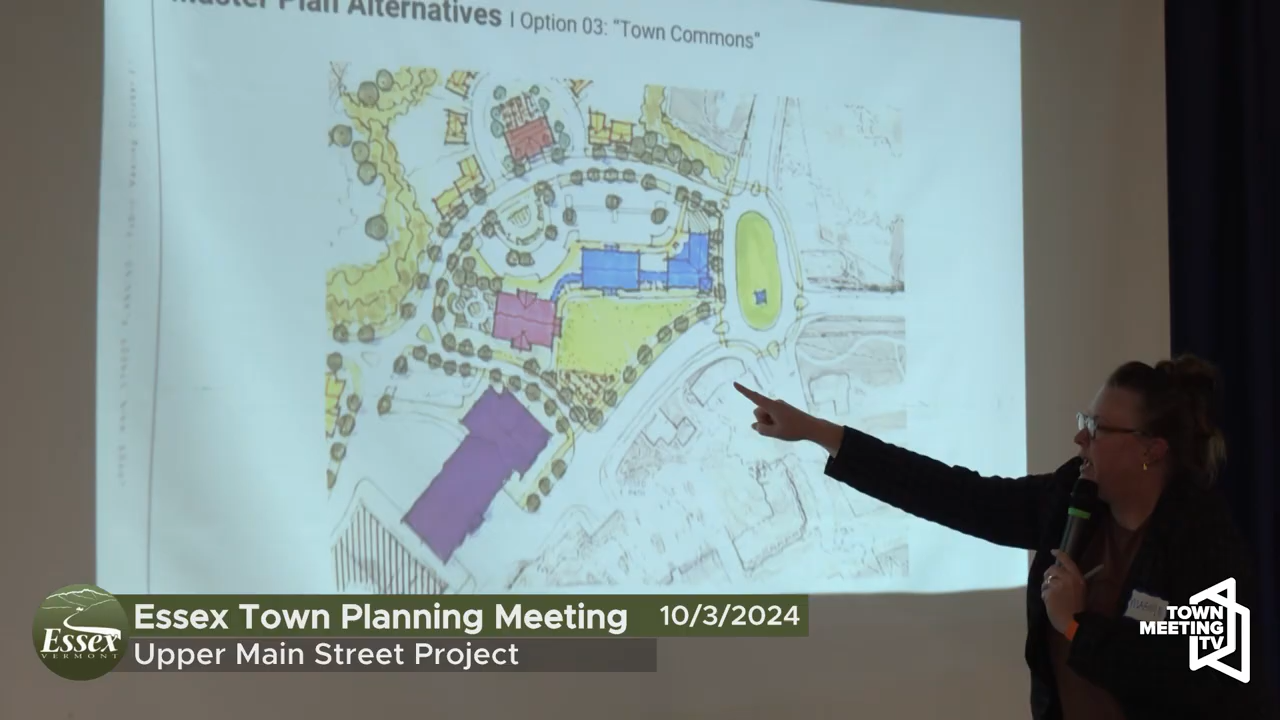 Master Plan Alternatives | Option 03: "Town Commons"
Essex Town Planning Meeting 10/3/2024
Upper Main Street Project
Essex
VERMONT
TOWN
MEETING
TV